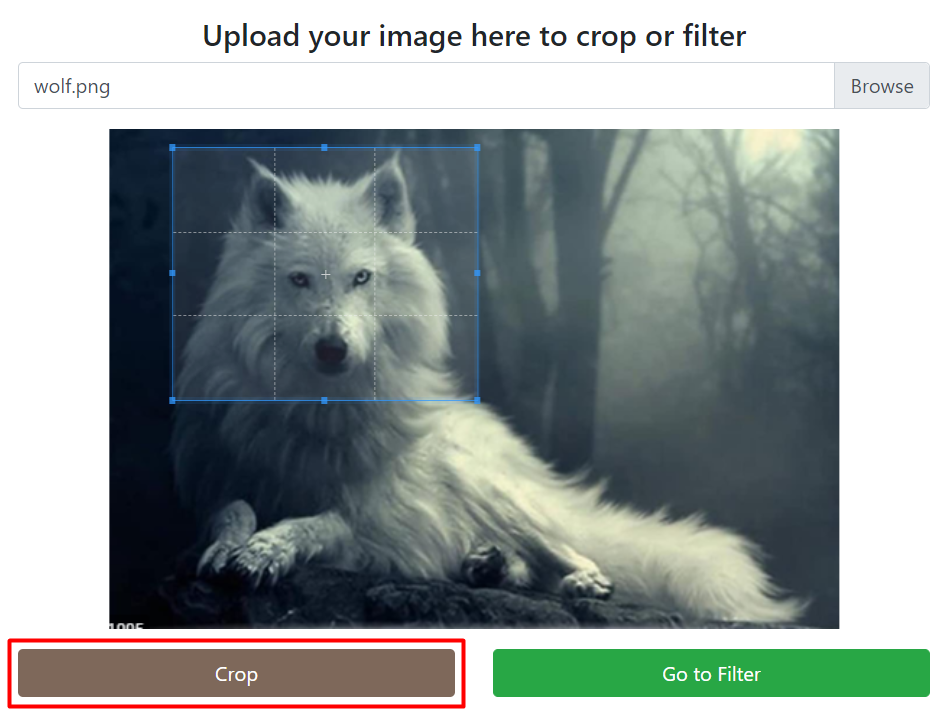 Upload your image here to crop or filter
wolf.png Browse
Crop Go to Filter